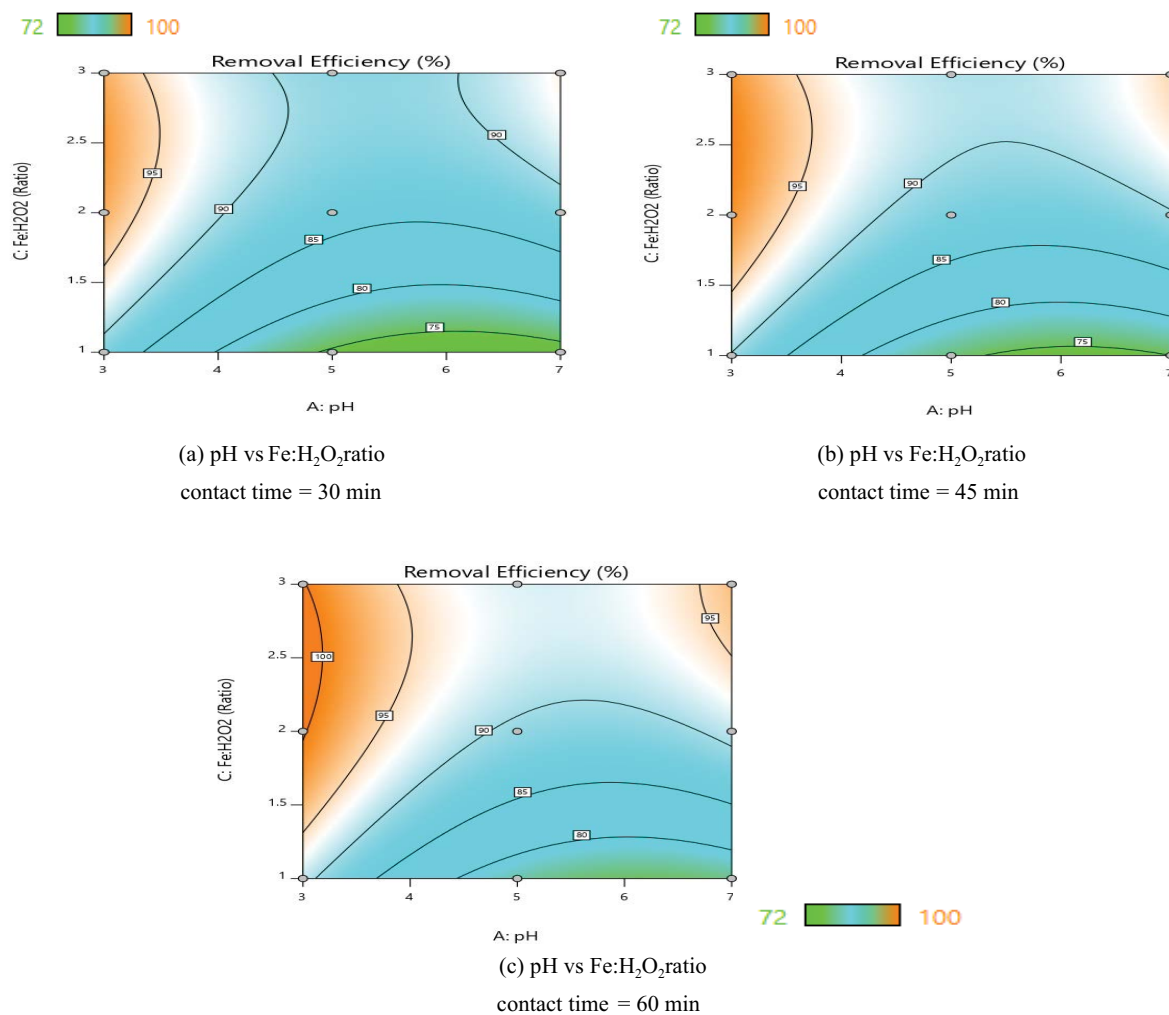 72 100
Removal Efficiency (%)
3
2.5
2
1.5
1
C: Fe:H2O2 (Ratio)
95
90
90
85
80
75
3 4 5 6 7
A: pH
(a) pH vs Fe:H₂O₂ratio
contact time = 30 min
72 100
Removal Efficiency (%)
3
2.5
2
1.5
1
C: Fe:H2O2 (Ratio)
95
90
85
80
75
3 4 5 6 7
A: pH
(b) pH vs Fe:H₂O₂ratio
contact time = 45 min
Removal Efficiency (%)
3
2.5
2
1.5
1
C: Fe:H2O2 (Ratio)
100
95
95
90
85
80
3 4 5 6 7
A: pH
72 100
(c) pH vs Fe:H₂O₂ratio
contact time = 60 min